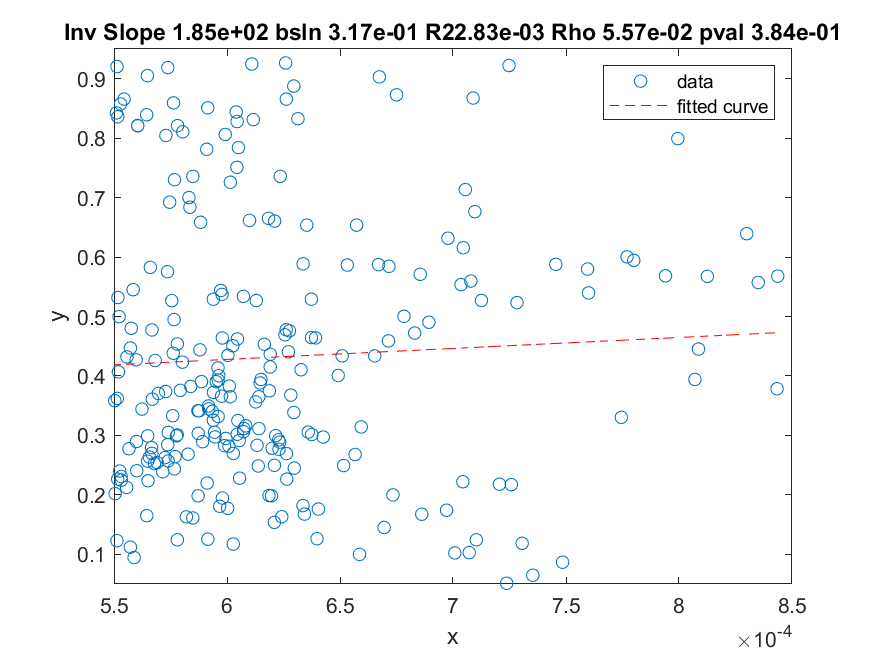 Inv Slope 1.85e+02 bsln 3.17e-01 R22.83e-03 Rho 5.57e-02 pval 3.84e-01
data
fitted curve
0.9
0.8
0.7
0.6
0.5
0.4
0.3
0.2
0.1
y
5.5 6 6.5 7 7.5 8 8.5
x
×10⁻⁴